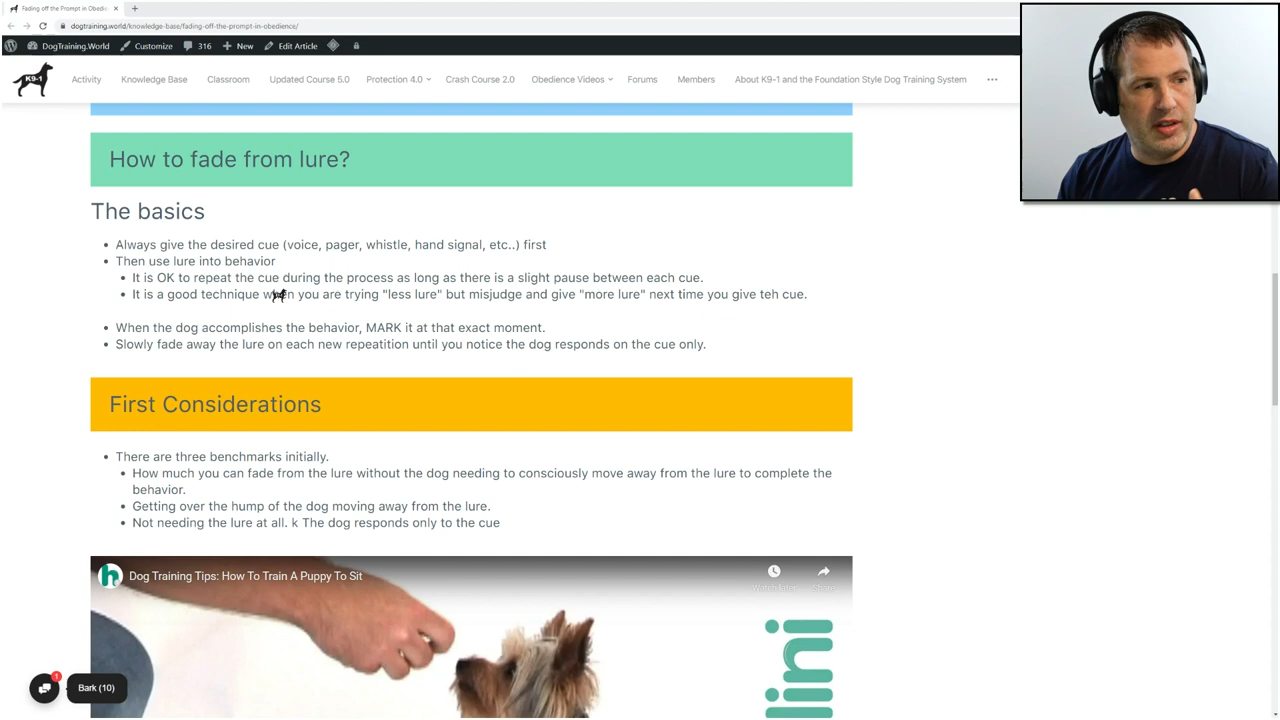 Fading off the Prompt in Obedi
dogtraining.world/knowledge-base/fading-off-the-prompt-in-obedience/
DogTraining.World Customize 316 New Edit Article
K9-1 Activity Knowledge Base Classroom Updated Course 5.0 Protection 4.0 Crash Course 2.0 Obedience Videos Forums Members About K9-1 and the Foundation Style Dog Training System
How to fade from lure?
The basics
Always give the desired cue (voice, pager, whistle, hand signal, etc..) first
Then use lure into behavior
It is OK to repeat the cue during the process as long as there is a slight pause between each cue.
It is a good technique when you are trying "less lure" but misjudge and give "more lure" next time you give teh cue.
When the dog accomplishes the behavior, MARK it at that exact moment.
Slowly fade away the lure on each new repeatition until you notice the dog responds on the cue only.
First Considerations
There are three benchmarks initially.
How much you can fade from the lure without the dog needing to consciously move away from the lure to complete the
behavior.
Getting over the hump of the dog moving away from the lure.
Not needing the lure at all. k The dog responds only to the cue
h Dog Training Tips: How To Train A Puppy To Sit
Watch later Share
lini
1
Bark (10)